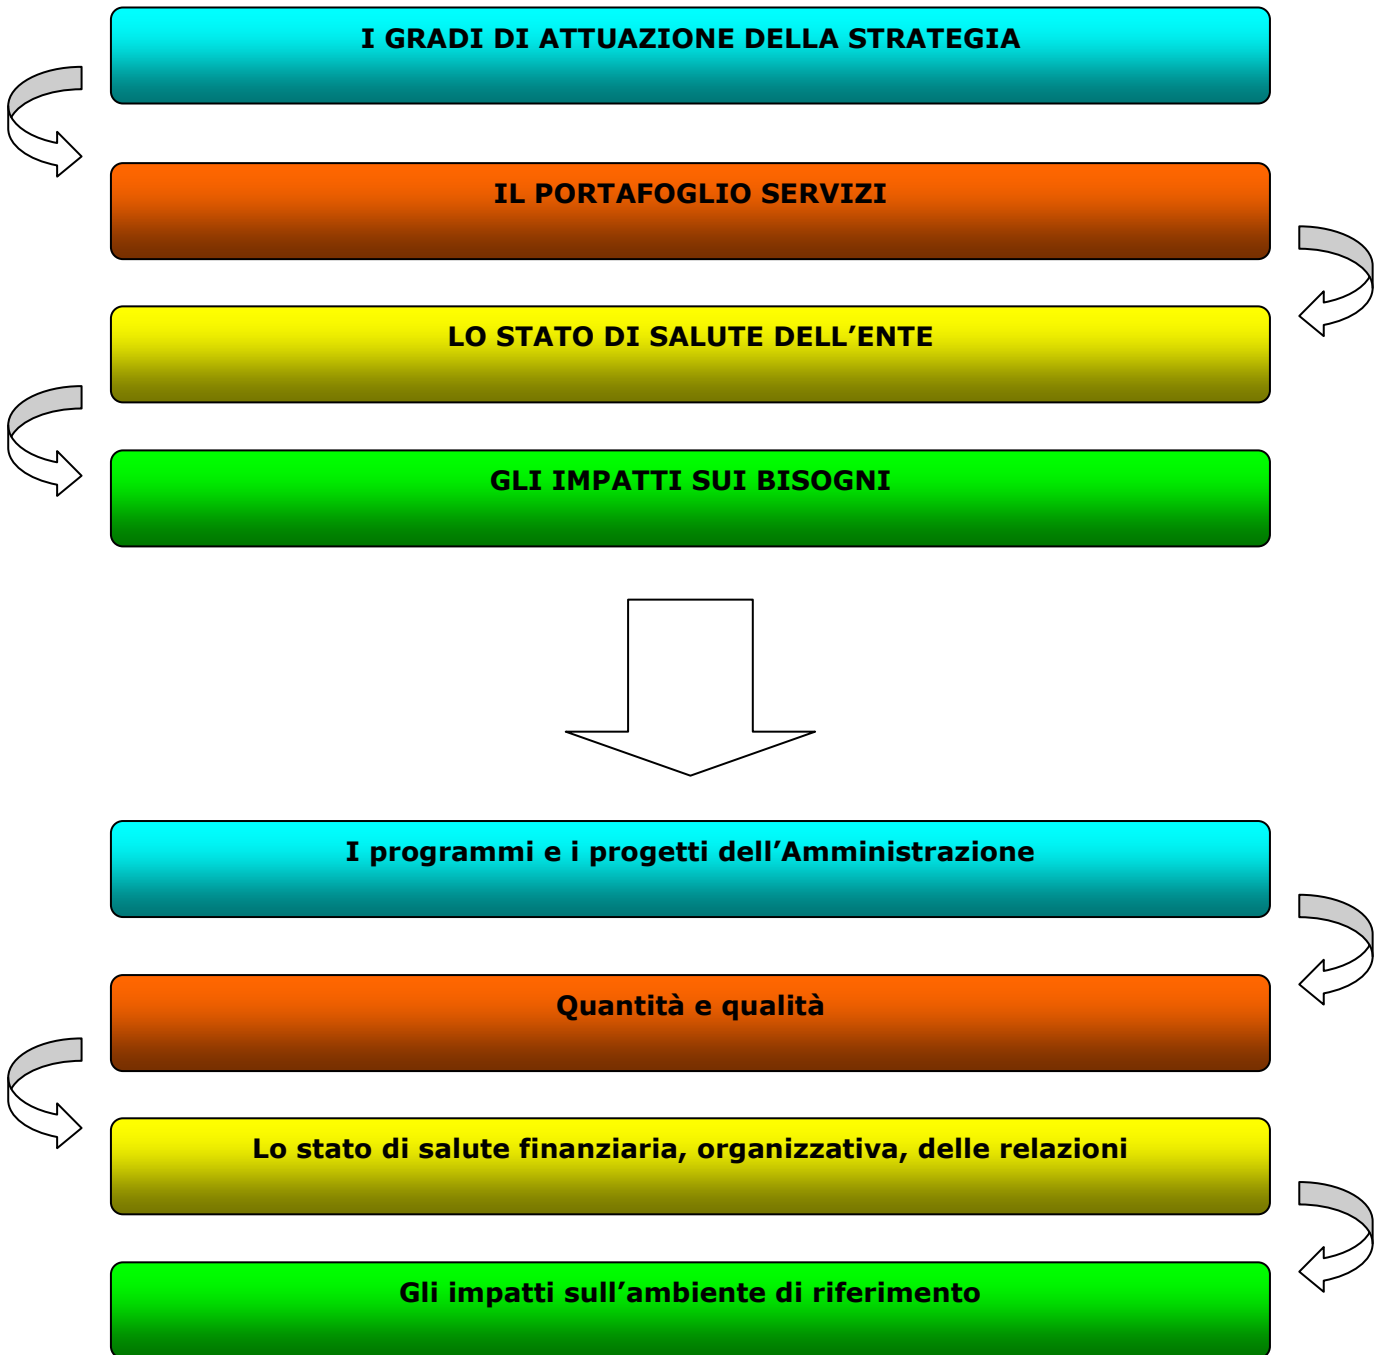 I GRADI DI ATTUAZIONE DELLA STRATEGIA
IL PORTAFOGLIO SERVIZI
LO STATO DI SALUTE DELL’ENTE
GLI IMPATTI SUI BISOGNI
I programmi e i progetti dell’Amministrazione
Quantità e qualità
Lo stato di salute finanziaria, organizzativa, delle relazioni
Gli impatti sull’ambiente di riferimento